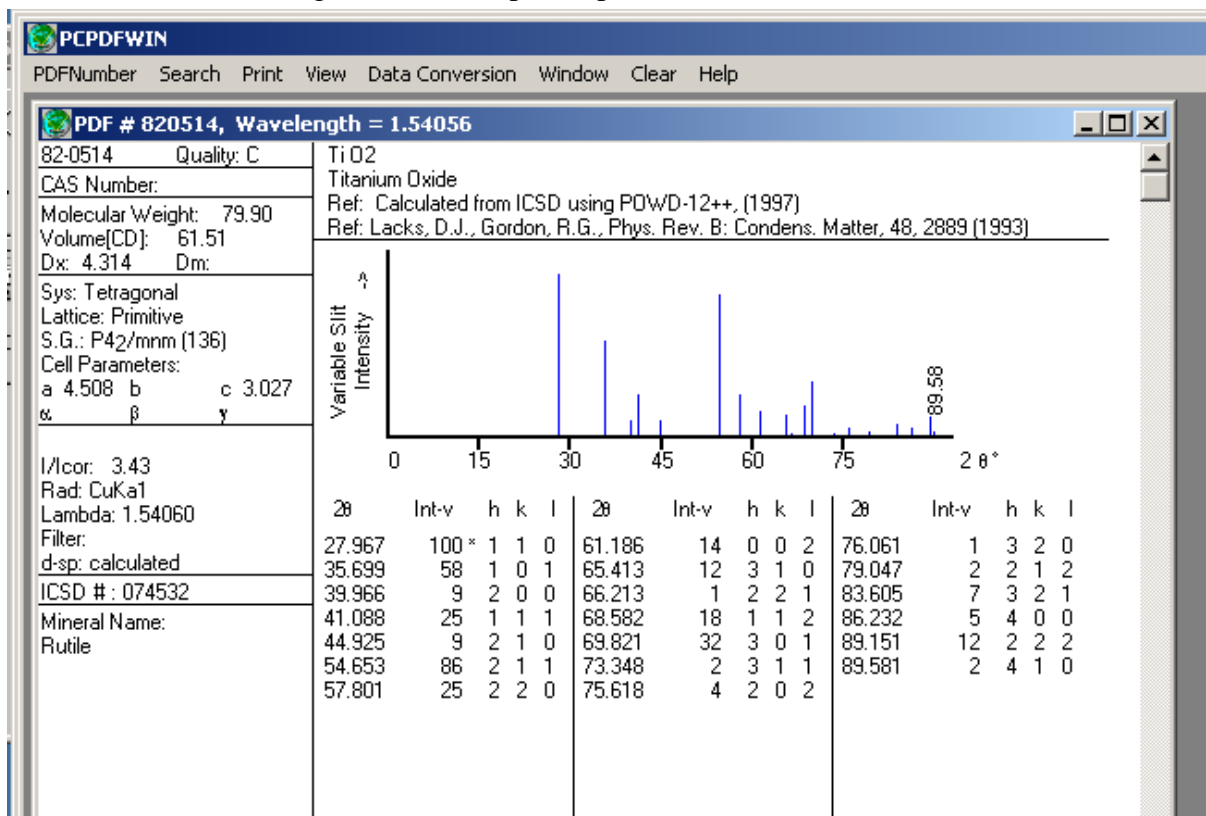 PCPDFWIN
PDFNumber Search Print View Data Conversion Window Clear Help
PDF # 820514, Wavelength = 1.54056
82-0514 Quality: C
CAS Number:
Molecular Weight: 79.90
Volume[CD]: 61.51
Dx: 4.314 Dm:
Sys: Tetragonal
Lattice: Primitive
S.G.: P42/mnm (136)
Cell Parameters:
a 4.508 b c 3.027
α β γ
I/Icor: 3.43
Rad: CuKa1
Lambda: 1.54060
Filter:
d-sp: calculated
ICSD # : 074532
Mineral Name:
Rutile
Ti O2
Titanium Oxide
Ref: Calculated from ICSD using POWD-12++, (1997)
Ref: Lacks, D.J., Gordon, R.G., Phys. Rev. B: Condens. Matter, 48, 2889 (1993)
Variable Slit
Intensity ->
89.58
0 15 30 45 60 75 2 θ°
2θ Int-v h k l 2θ Int-v h k l 2θ Int-v h k l
27.967 100 * 1 1 0 61.186 14 0 0 2 76.061 1 3 2 0
35.699 58 1 0 1 65.413 12 3 1 0 79.047 2 2 1 2
39.966 9 2 0 0 66.213 1 2 2 1 83.605 7 3 2 1
41.088 25 1 1 1 68.582 18 1 1 2 86.232 5 4 0 0
44.925 9 2 1 0 69.821 32 3 0 1 89.151 12 2 2 2
54.653 86 2 1 1 73.348 2 3 1 1 89.581 2 4 1 0
57.801 25 2 2 0 75.618 4 2 0 2